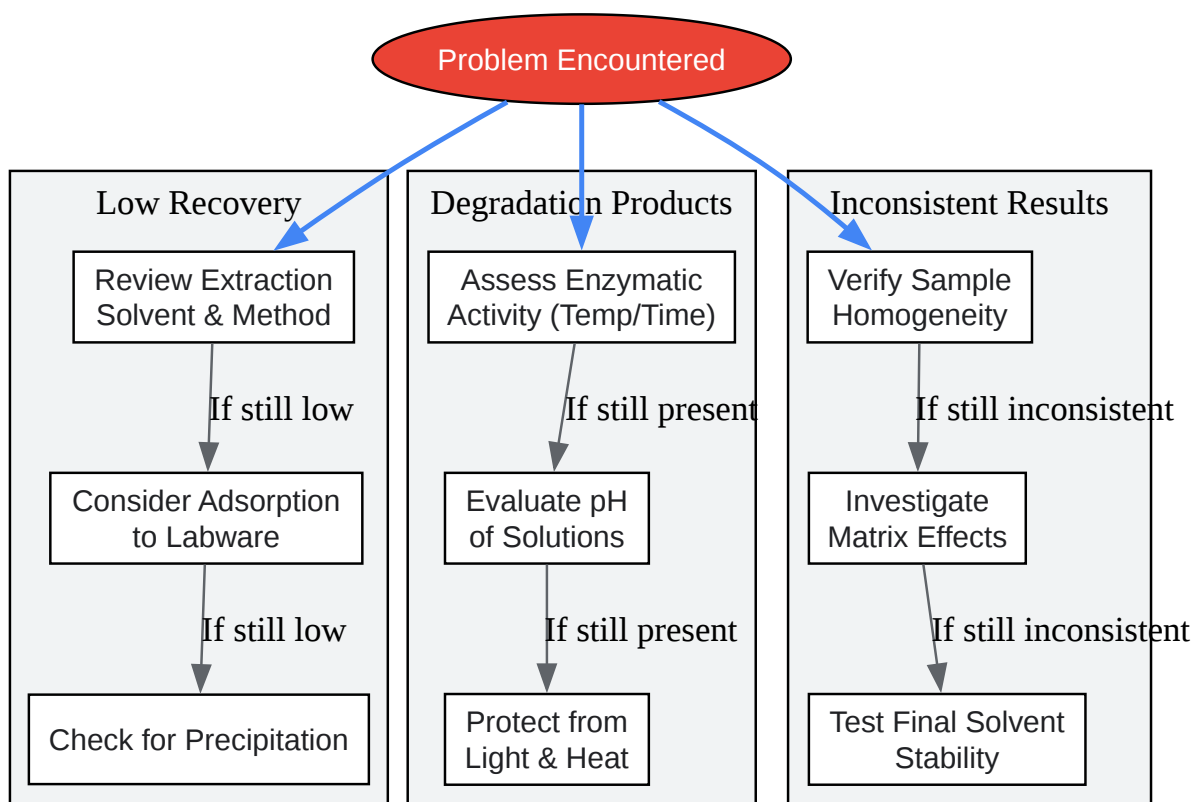 Problem Encountered
Low Recovery
Review Extraction
Solvent & Method
If still low
Consider Adsorption
to Labware
If still low
Check for Precipitation
Degradation Products
Assess Enzymatic
Activity (Temp/Time)
If still present
Evaluate pH
of Solutions
If still present
Protect from
Light & Heat
Inconsistent Results
Verify Sample
Homogeneity
If still inconsistent
Investigate
Matrix Effects
If still inconsistent
Test Final Solvent
Stability